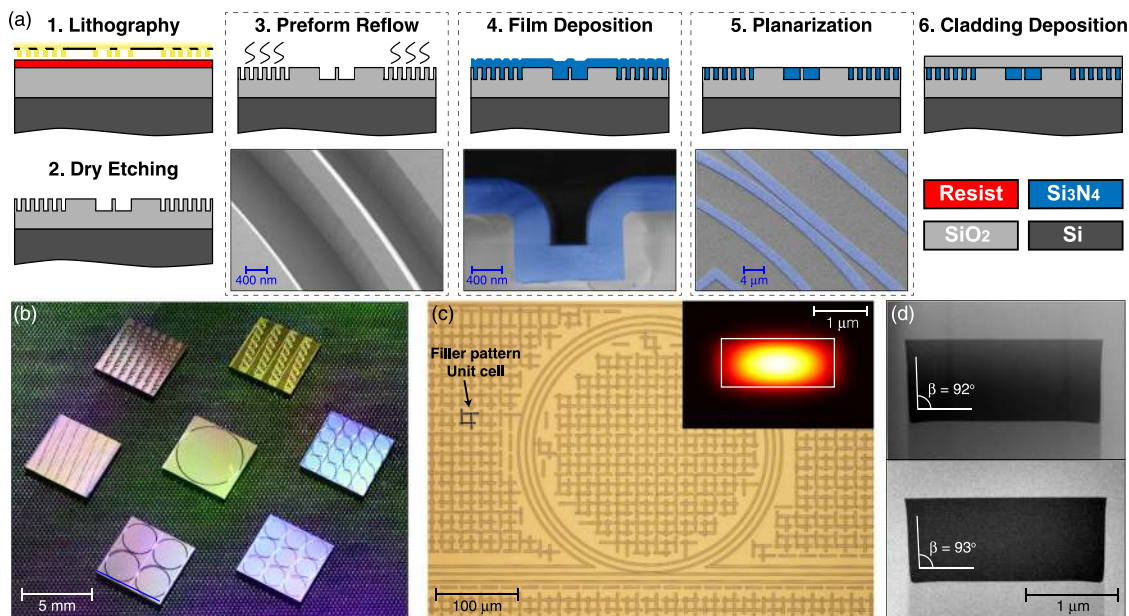 (a)
1. Lithography
3. Preform Reflow
4. Film Deposition
5. Planarization
6. Cladding Deposition
2. Dry Etching
400 nm
400 nm
4 μm
Resist
Si₃N₄
SiO₂
Si
(b)
5 mm
(c)
Filler pattern
Unit cell
1 μm
100 μm
(d)
β = 92°
β = 93°
1 μm